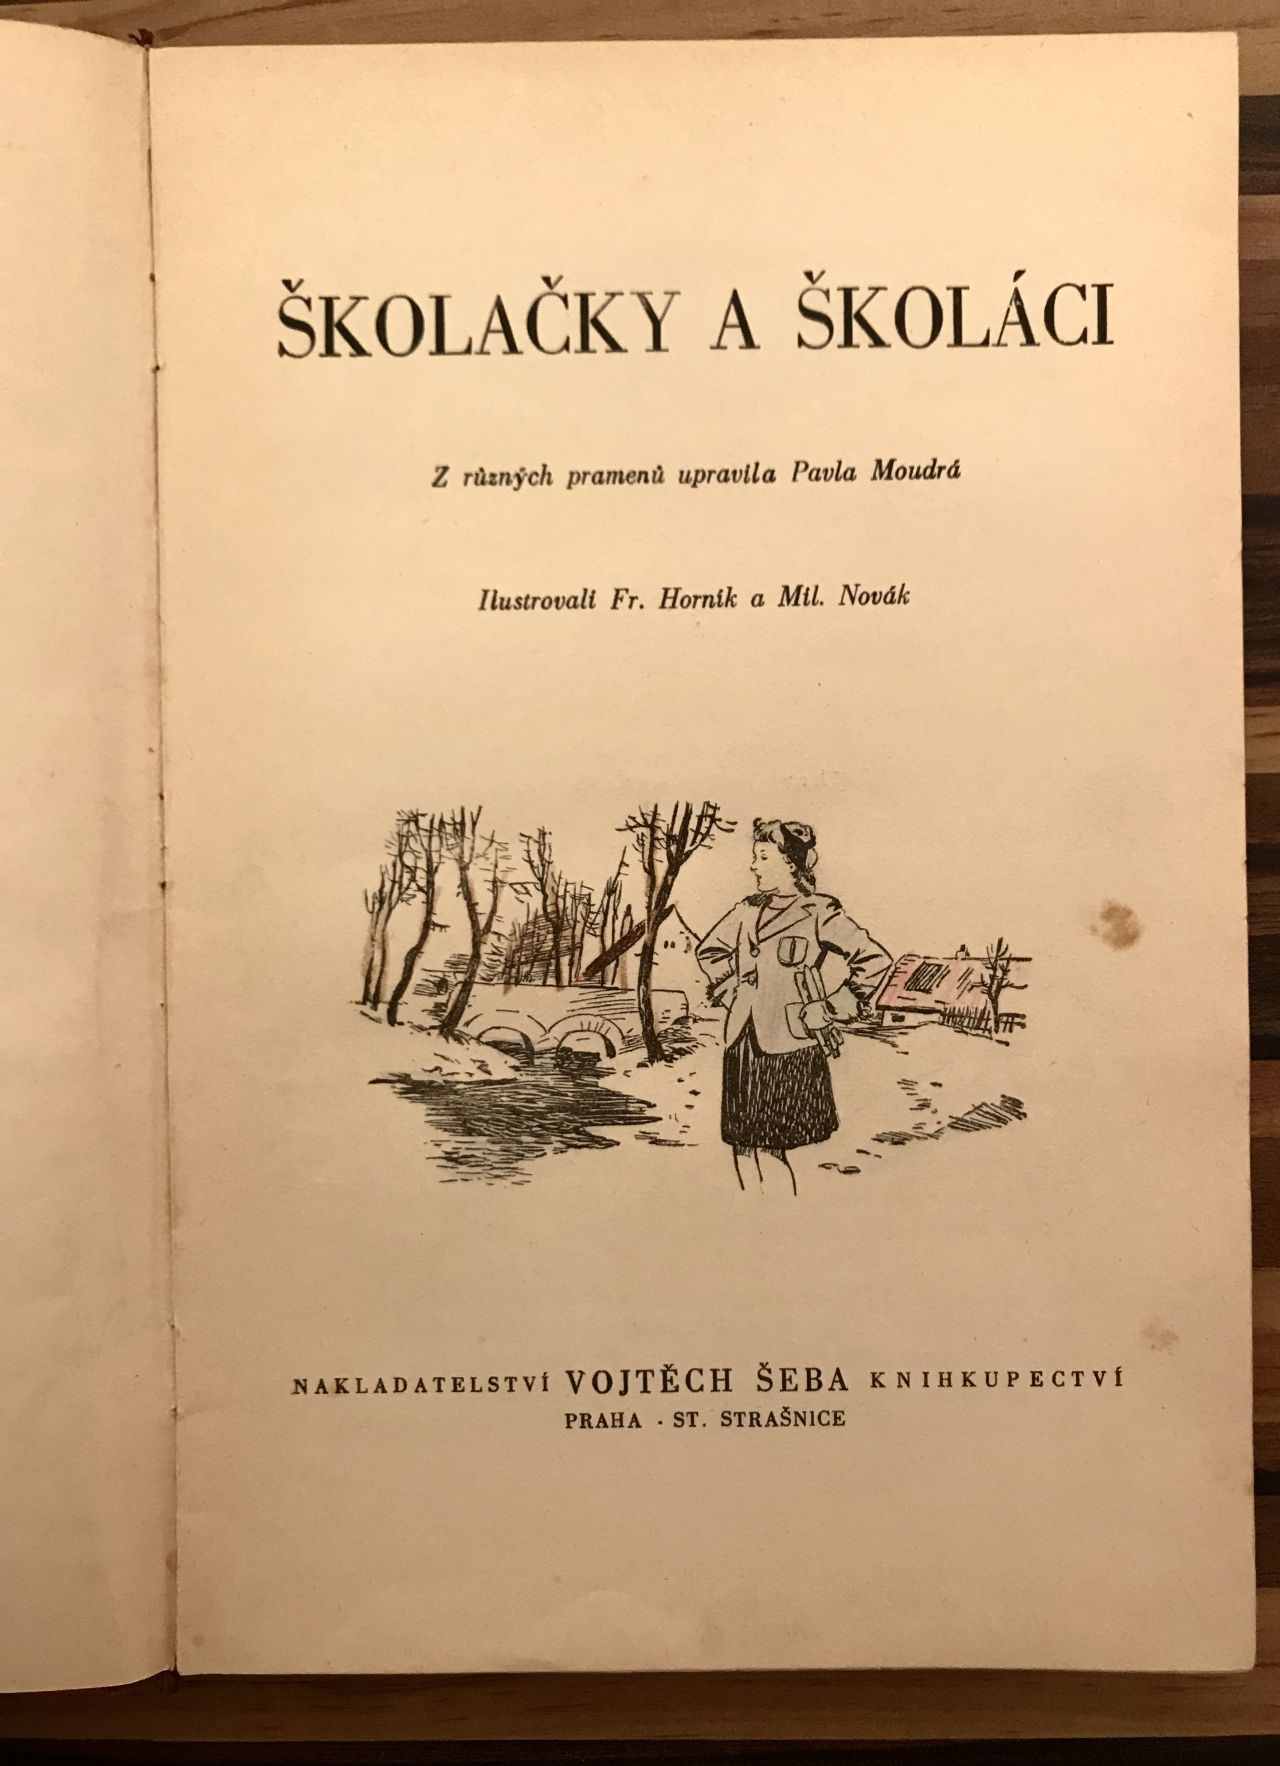 ŠKOLAČKY A ŠKOLÁCI
Z různých pramenů upravila Pavla Moudrá
Ilustrovali Fr. Horník a Mil. Novák
NAKLADATELSTVÍ VOJTĚCH ŠEBA KNIHKUPECTVÍ
PRAHA · ST. STRAŠNICE